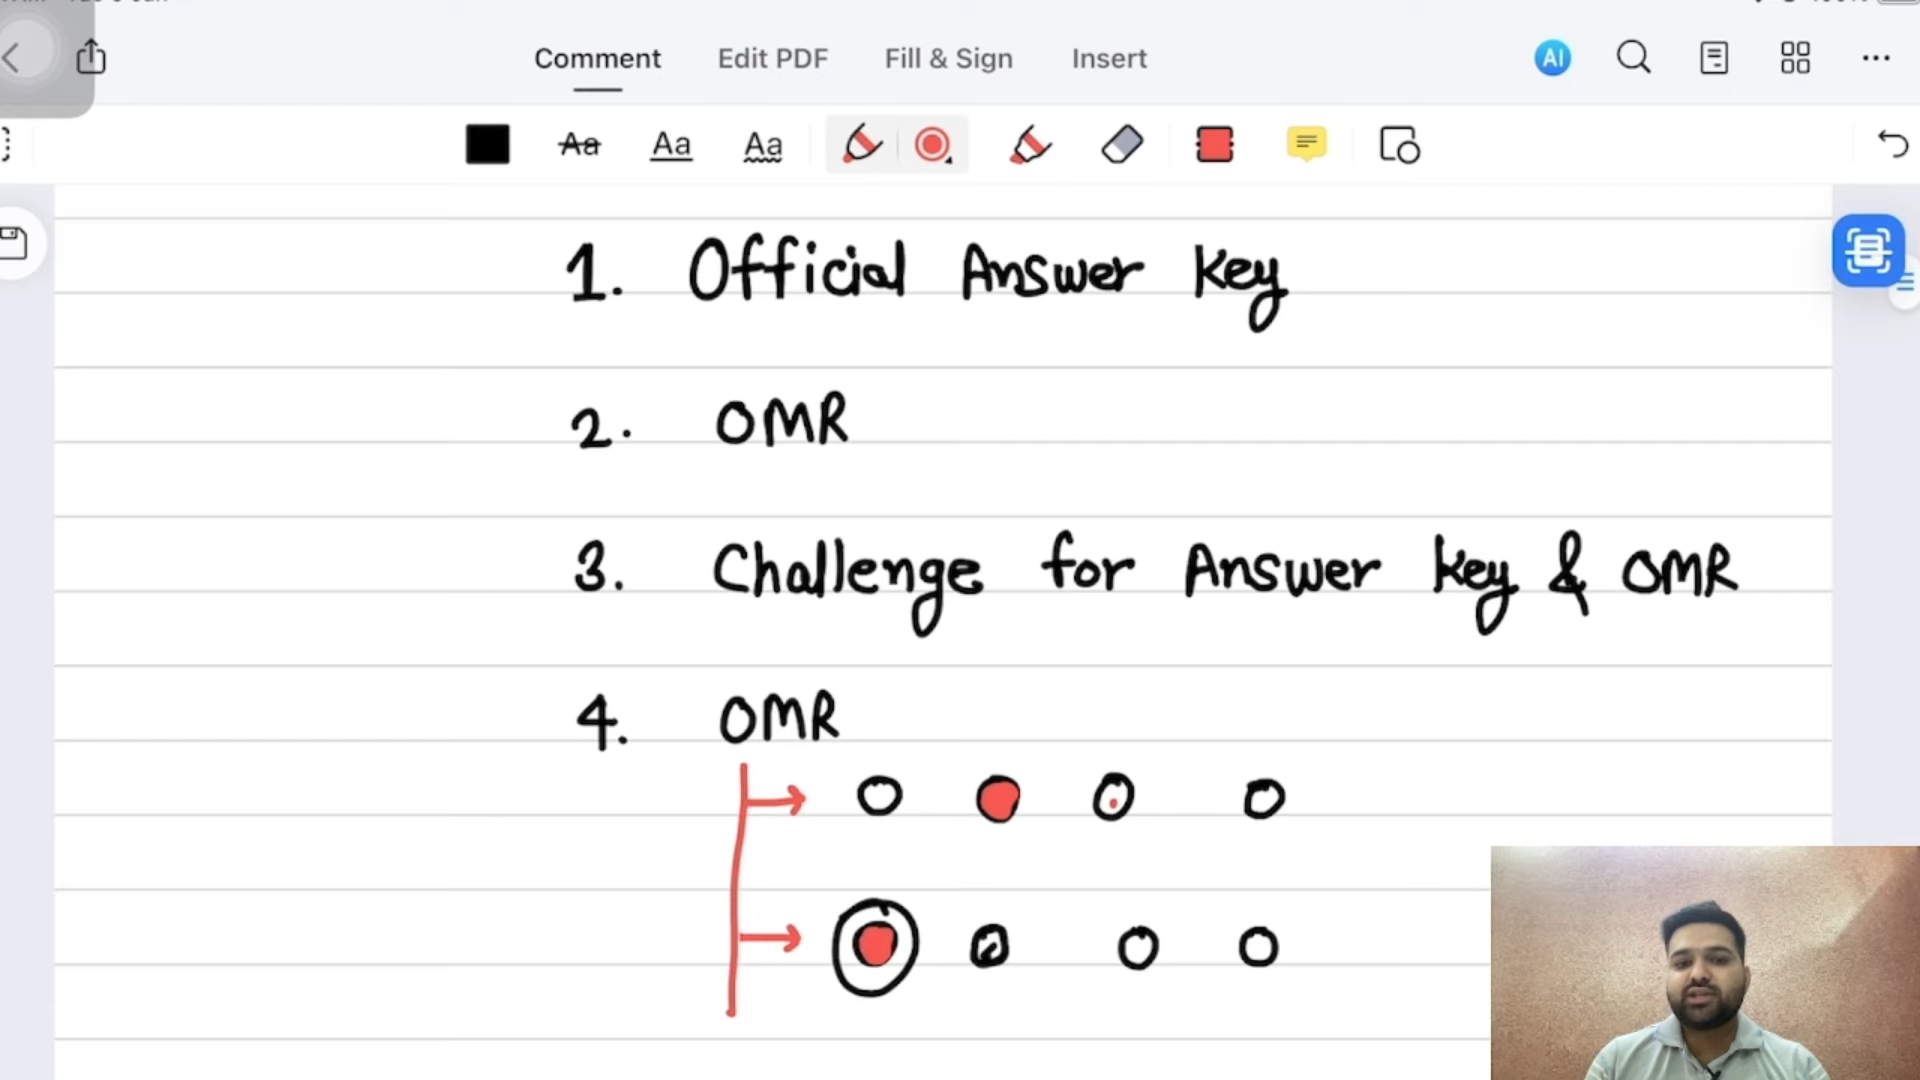 Comment Edit PDF Fill & Sign Insert AI
Aa Aa Aa
1. Official Answer Key
2. OMR
3. Challenge for Answer Key & OMR
4. OMR